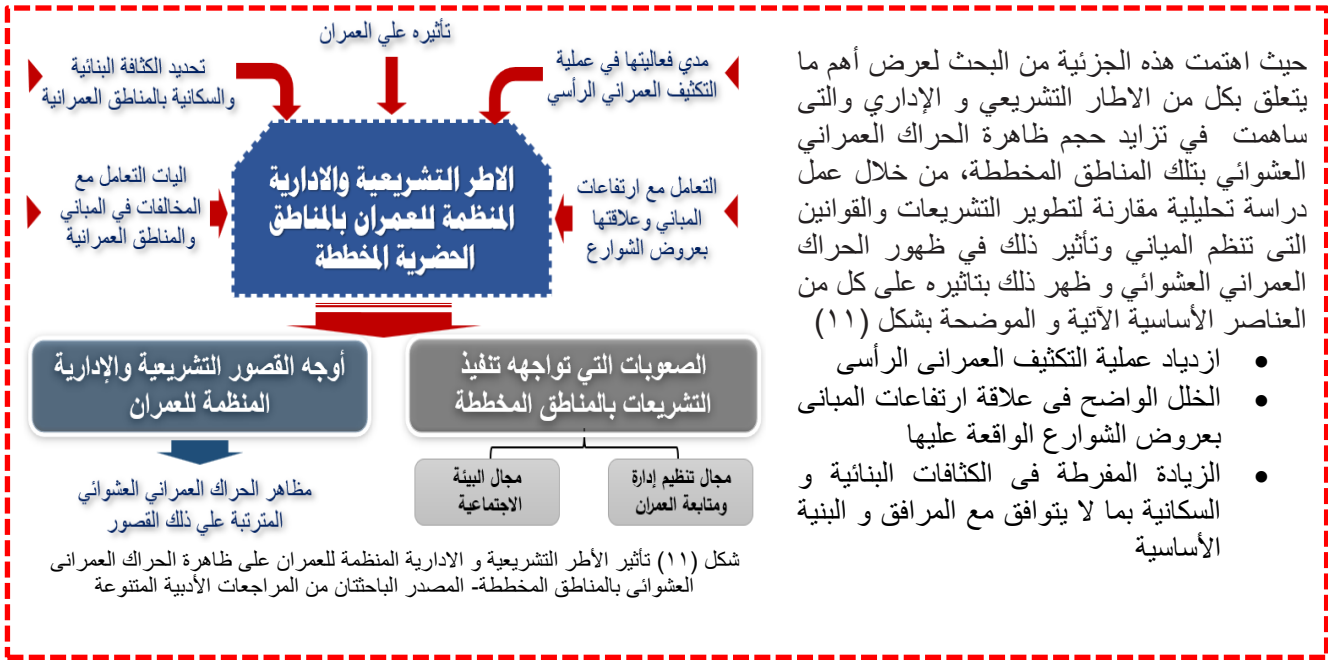 حيث اهتمت هذه الجزئية من البحث لعرض أهم ما
يتعلق بكل من الاطار التشريعي و الإداري والتى
ساهمت في تزايد حجم ظاهرة الحراك العمراني
العشوائي بتلك المناطق المخططة، من خلال عمل
دراسة تحليلية مقارنة لتطوير التشريعات والقوانين
التى تنظم المياني وتأثير ذلك في ظهور الحراك
العمراني العشوائي و ظهر ذلك بتاثيره على كل من
العناصر الأساسية الآتية و الموضحة بشكل (١١)
• ازدياد عملية التكثيف العمرانى الرأسى
• الخلل الواضح فى علاقة ارتفاعات المبانى
بعروض الشوارع الواقعة عليها
• الزيادة المفرطة فى الكثافات البنائية و
السكانية بما لا يتوافق مع المرافق و البنية
الأساسية
تأثيره علي العمران
مدي فعاليتها في عملية
التكثيف العمراني الرأسي
تحديد الكثافة البنائية
والسكانية بالمناطق العمرانية
التعامل مع ارتفاعات
المباني وعلاقتها
بعروض الشوارع
الاطر التشريعية والادارية
المنظمة للعمران بالمناطق
الحضرية المخططة
اليات التعامل مع
المخالفات في المباني
والمناطق العمرانية
الصعوبات التي تواجهه تنفيذ
التشريعات بالمناطق المخططة
أوجه القصور التشريعية والإدارية
المنظمة للعمران
مجال تنظيم إدارة
ومتابعة العمران
مجال البيئة
الاجتماعية
مظاهر الحراك العمراني العشوائي
المترتبة علي ذلك القصور
شكل (١١) تأثير الأطر التشريعية و الادارية المنظمة للعمران على ظاهرة الحراك العمرانى
العشوائى بالمناطق المخططة- المصدر الباحثتان من المراجعات الأدبية المتنوعة